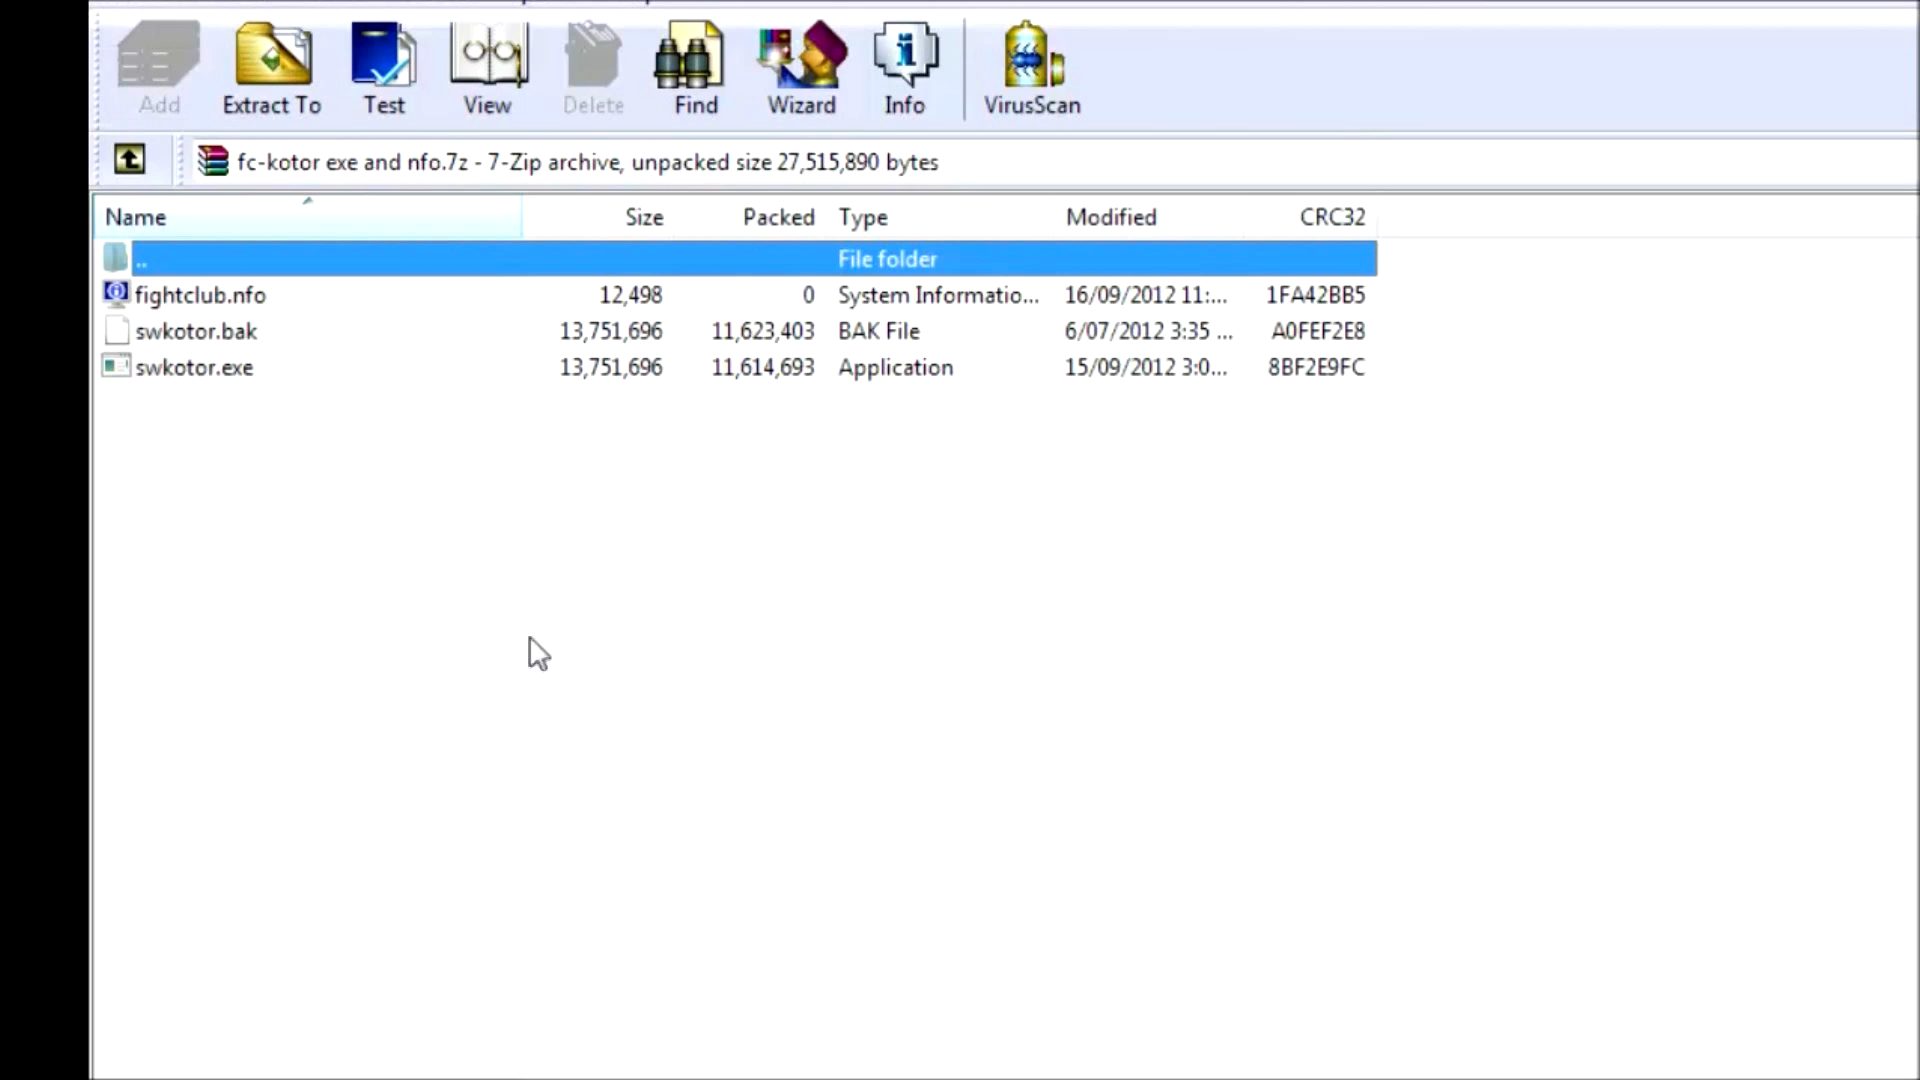 Add Extract To Test View Delete Find Wizard Info VirusScan
fc-kotor exe and nfo.7z - 7-Zip archive, unpacked size 27,515,890 bytes
Name Size Packed Type Modified CRC32
.. File folder
fightclub.nfo 12,498 0 System Informatio... 16/09/2012 11:... 1FA42BB5
swkotor.bak 13,751,696 11,623,403 BAK File 6/07/2012 3:35 ... A0FEF2E8
swkotor.exe 13,751,696 11,614,693 Application 15/09/2012 3:0... 8BF2E9FC